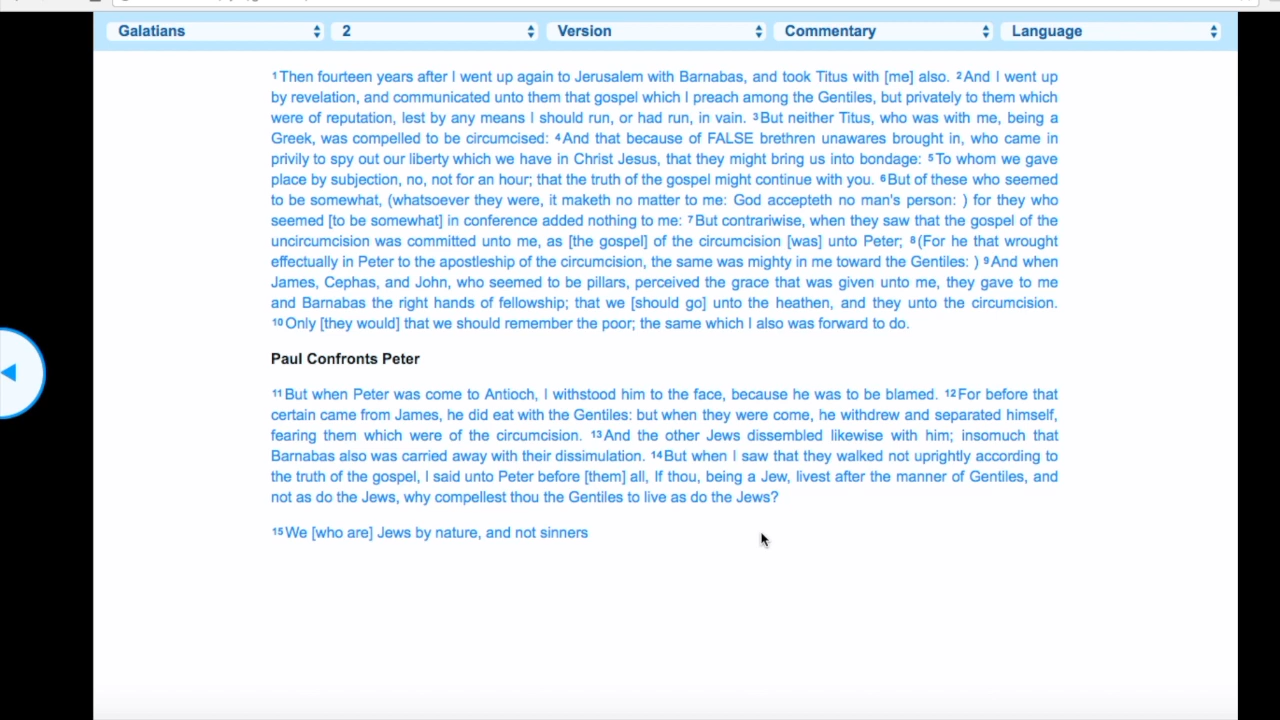 Galatians 2 Version Commentary Language
1Then fourteen years after I went up again to Jerusalem with Barnabas, and took Titus with [me] also. 2And I went up
by revelation, and communicated unto them that gospel which I preach among the Gentiles, but privately to them which
were of reputation, lest by any means I should run, or had run, in vain. 3But neither Titus, who was with me, being a
Greek, was compelled to be circumcised: 4And that because of FALSE brethren unawares brought in, who came in
privily to spy out our liberty which we have in Christ Jesus, that they might bring us into bondage: 5To whom we gave
place by subjection, no, not for an hour; that the truth of the gospel might continue with you. 6But of these who seemed
to be somewhat, (whatsoever they were, it maketh no matter to me: God accepteth no man's person: ) for they who
seemed [to be somewhat] in conference added nothing to me: 7But contrariwise, when they saw that the gospel of the
uncircumcision was committed unto me, as [the gospel] of the circumcision [was] unto Peter; 8(For he that wrought
effectually in Peter to the apostleship of the circumcision, the same was mighty in me toward the Gentiles: ) 9And when
James, Cephas, and John, who seemed to be pillars, perceived the grace that was given unto me, they gave to me
and Barnabas the right hands of fellowship; that we [should go] unto the heathen, and they unto the circumcision.
10Only [they would] that we should remember the poor; the same which I also was forward to do.
Paul Confronts Peter
11But when Peter was come to Antioch, I withstood him to the face, because he was to be blamed. 12For before that
certain came from James, he did eat with the Gentiles: but when they were come, he withdrew and separated himself,
fearing them which were of the circumcision. 13And the other Jews dissembled likewise with him; insomuch that
Barnabas also was carried away with their dissimulation. 14But when I saw that they walked not uprightly according to
the truth of the gospel, I said unto Peter before [them] all, If thou, being a Jew, livest after the manner of Gentiles, and
not as do the Jews, why compellest thou the Gentiles to live as do the Jews?
15We [who are] Jews by nature, and not sinners